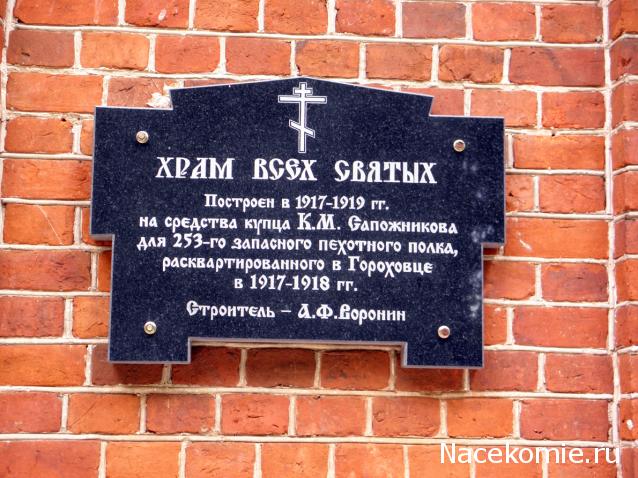 ХРАМ ВСЕХ СВЯТЫХ
Построен в 1917-1919 гг.
на средства купца К.М. Сапожникова
для 253-го запасного пехотного полка,
расквартированного в Гороховце
в 1917-1918 гг.
Строитель – А.Ф.Воронин
Nacekomie.ru